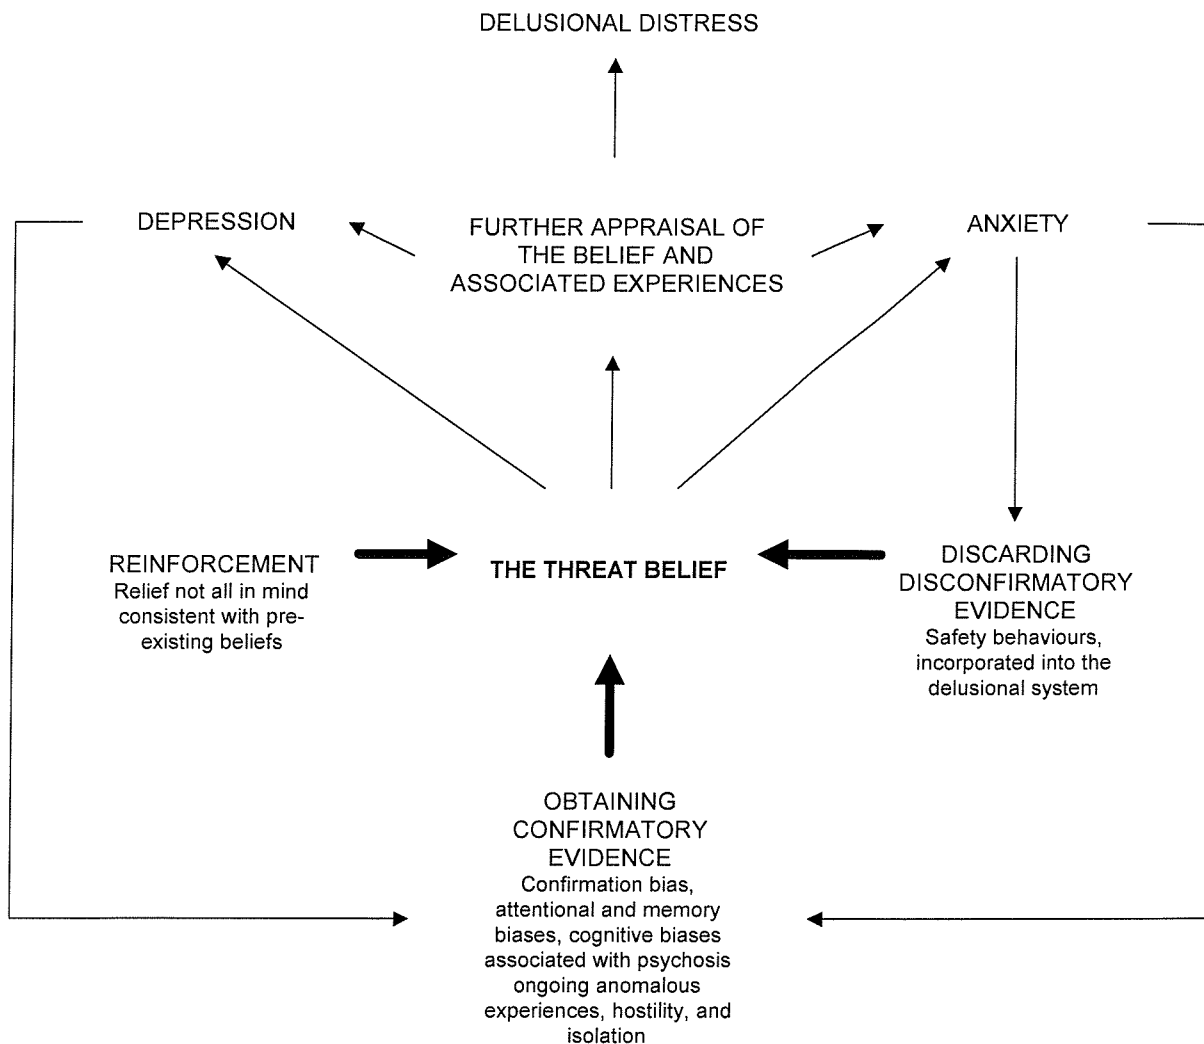 DELUSIONAL DISTRESS
DEPRESSION
FURTHER APPRAISAL OF
THE BELIEF AND
ASSOCIATED EXPERIENCES
ANXIETY
REINFORCEMENT
Relief not all in mind
consistent with pre-
existing beliefs
THE THREAT BELIEF
DISCARDING
DISCONFIRMATORY
EVIDENCE
Safety behaviours,
incorporated into the
delusional system
OBTAINING
CONFIRMATORY
EVIDENCE
Confirmation bias,
attentional and memory
biases, cognitive biases
associated with psychosis
ongoing anomalous
experiences, hostility, and
isolation